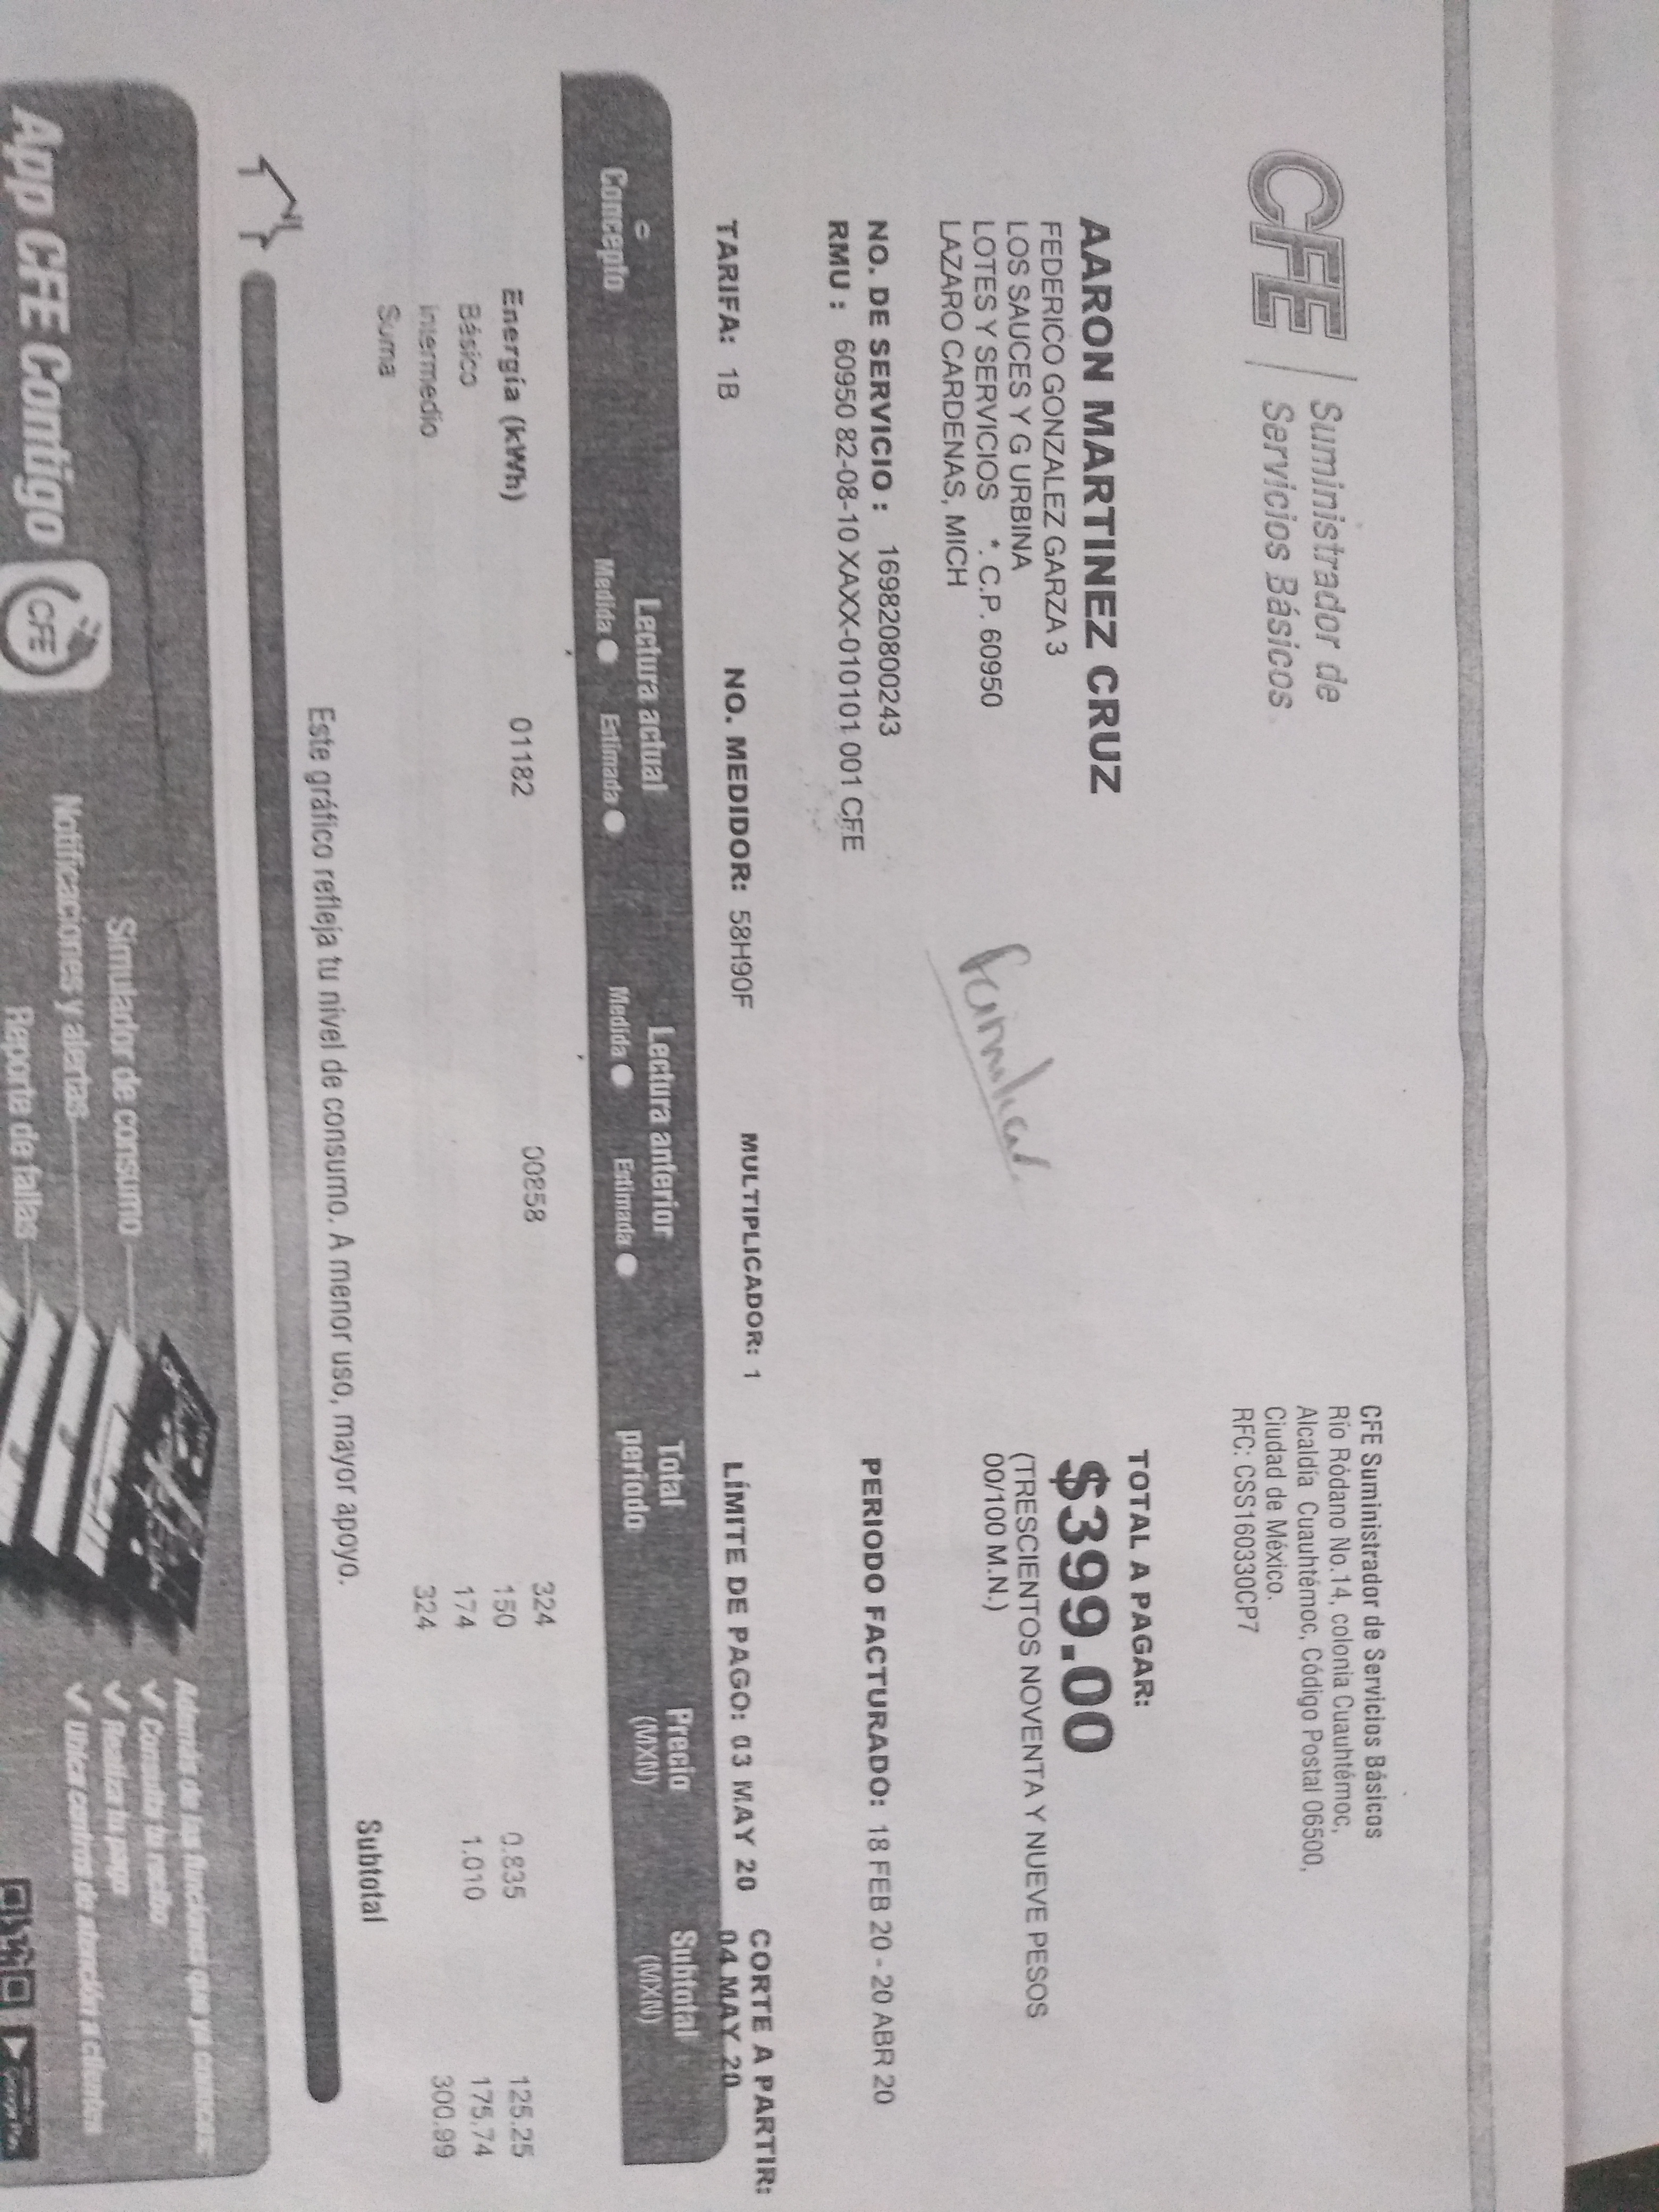 CFE
Suministrador de
Servicios Básicos
CFE Suministrador de Servicios Básicos
Río Ródano No.14, colonia Cuauhtémoc,
Alcaldía Cuauhtémoc, Código Postal 06500,
Ciudad de México.
RFC: CSS160330CP7
AARON MARTINEZ CRUZ
FEDERICO GONZALEZ GARZA 3
LOS SAUCES Y G URBINA
LOTES Y SERVICIOS *. C.P. 60950
LAZARO CARDENAS, MICH
familiar
TOTAL A PAGAR:
$399.00
(TRESCIENTOS NOVENTA Y NUEVE PESOS
00/100 M.N.)
NO. DE SERVICIO : 169820800243
RMU : 60950 82-08-10 XAXX-010101 001 CFE
PERIODO FACTURADO: 18 FEB 20 - 20 ABR 20
TARIFA: 1B NO. MEDIDOR: 58H90F MULTIPLICADOR: 1 LÍMITE DE PAGO: 03 MAY 20 CORTE A PARTIR:
04 MAY 20
Concepto Lectura actual Lectura anterior Total periodo Precio (MXN) Subtotal (MXN)
Medida Estimada Medida Estimada
Energía (kWh) 01182 00858 324
Básico 150 0.835 125.25
Intermedio 174 1.010 175.74
Suma 324 300.99
Subtotal
Este gráfico refleja tu nivel de consumo. A menor uso, mayor apoyo.
App CFE Contigo
CFE
Simulador de consumo
Notificaciones y alertas
Reporte de fallas
Además de las funciones que ya conoces:
Consulta tu recibo
Realiza tu pago
Ubica centros de atención a clientes
Google Play